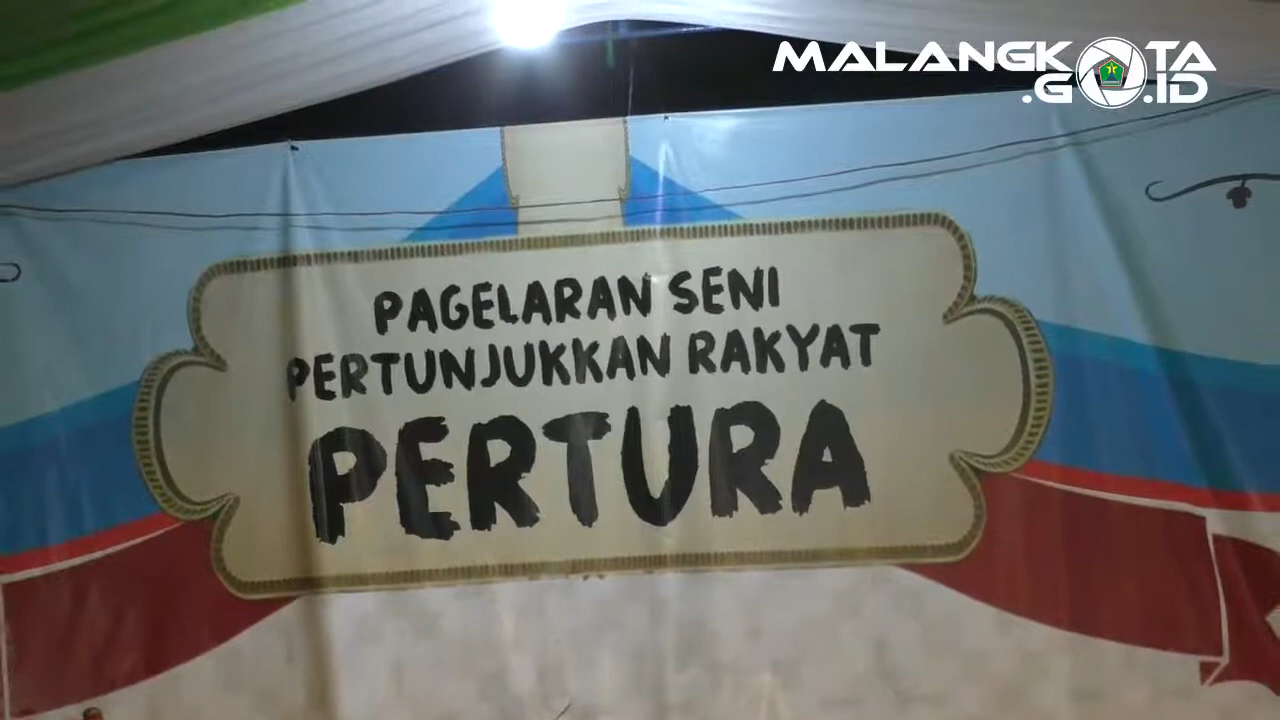 MALANGKOTA
.GO.ID
PAGELARAN SENI
PERTUNJUKKAN RAKYAT
PERTURA